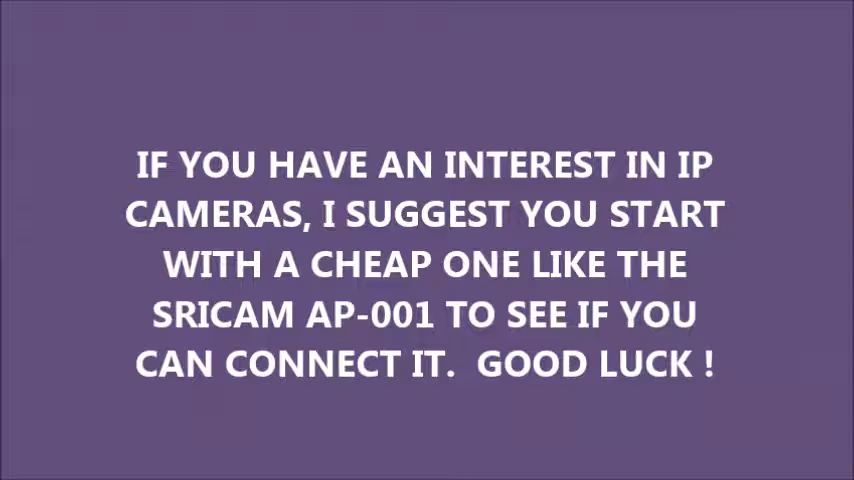 IF YOU HAVE AN INTEREST IN IP
CAMERAS, I SUGGEST YOU START
WITH A CHEAP ONE LIKE THE
SRICAM AP-001 TO SEE IF YOU
CAN CONNECT IT.  GOOD LUCK !